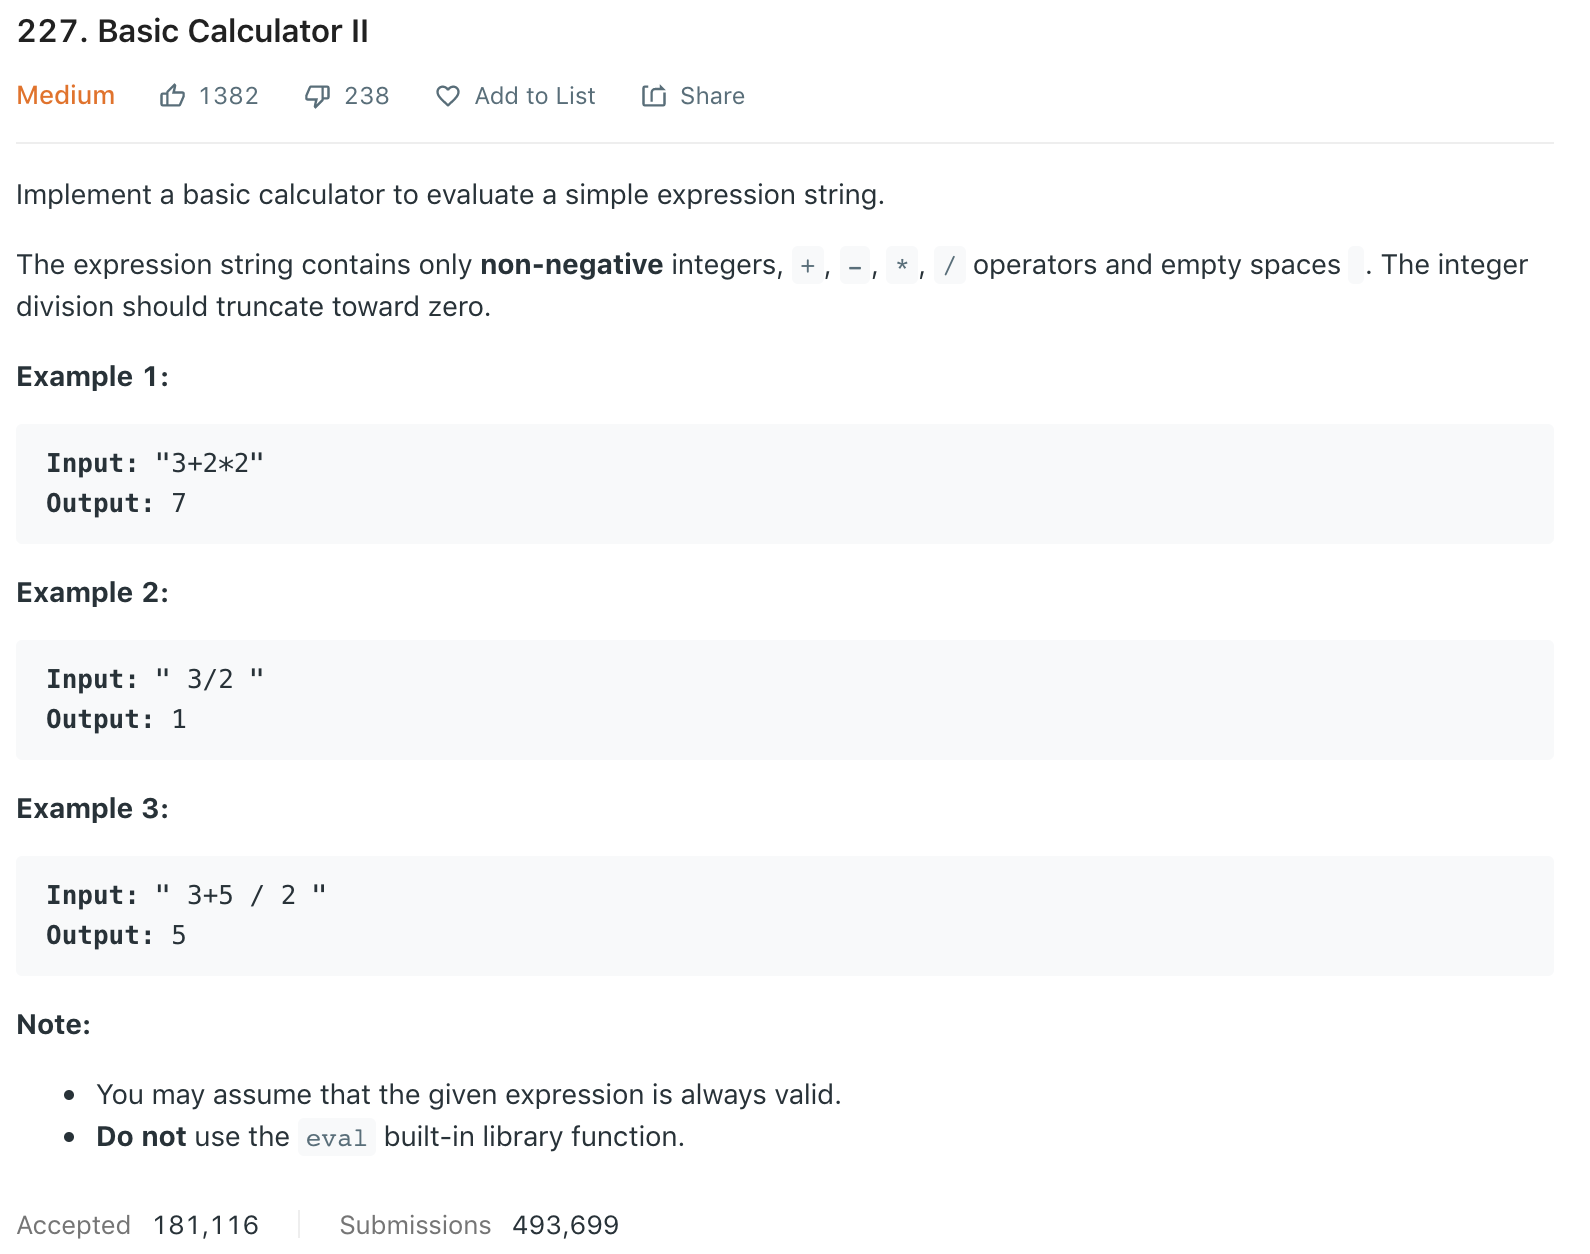 227. Basic Calculator II
Medium 1382 238 Add to List Share
Implement a basic calculator to evaluate a simple expression string.
The expression string contains only non-negative integers, +, -, *, / operators and empty spaces . The integer
division should truncate toward zero.
Example 1:
Input: "3+2*2"
Output: 7
Example 2:
Input: " 3/2 "
Output: 1
Example 3:
Input: " 3+5 / 2 "
Output: 5
Note:
• You may assume that the given expression is always valid.
• Do not use the eval built-in library function.
Accepted 181,116 Submissions 493,699